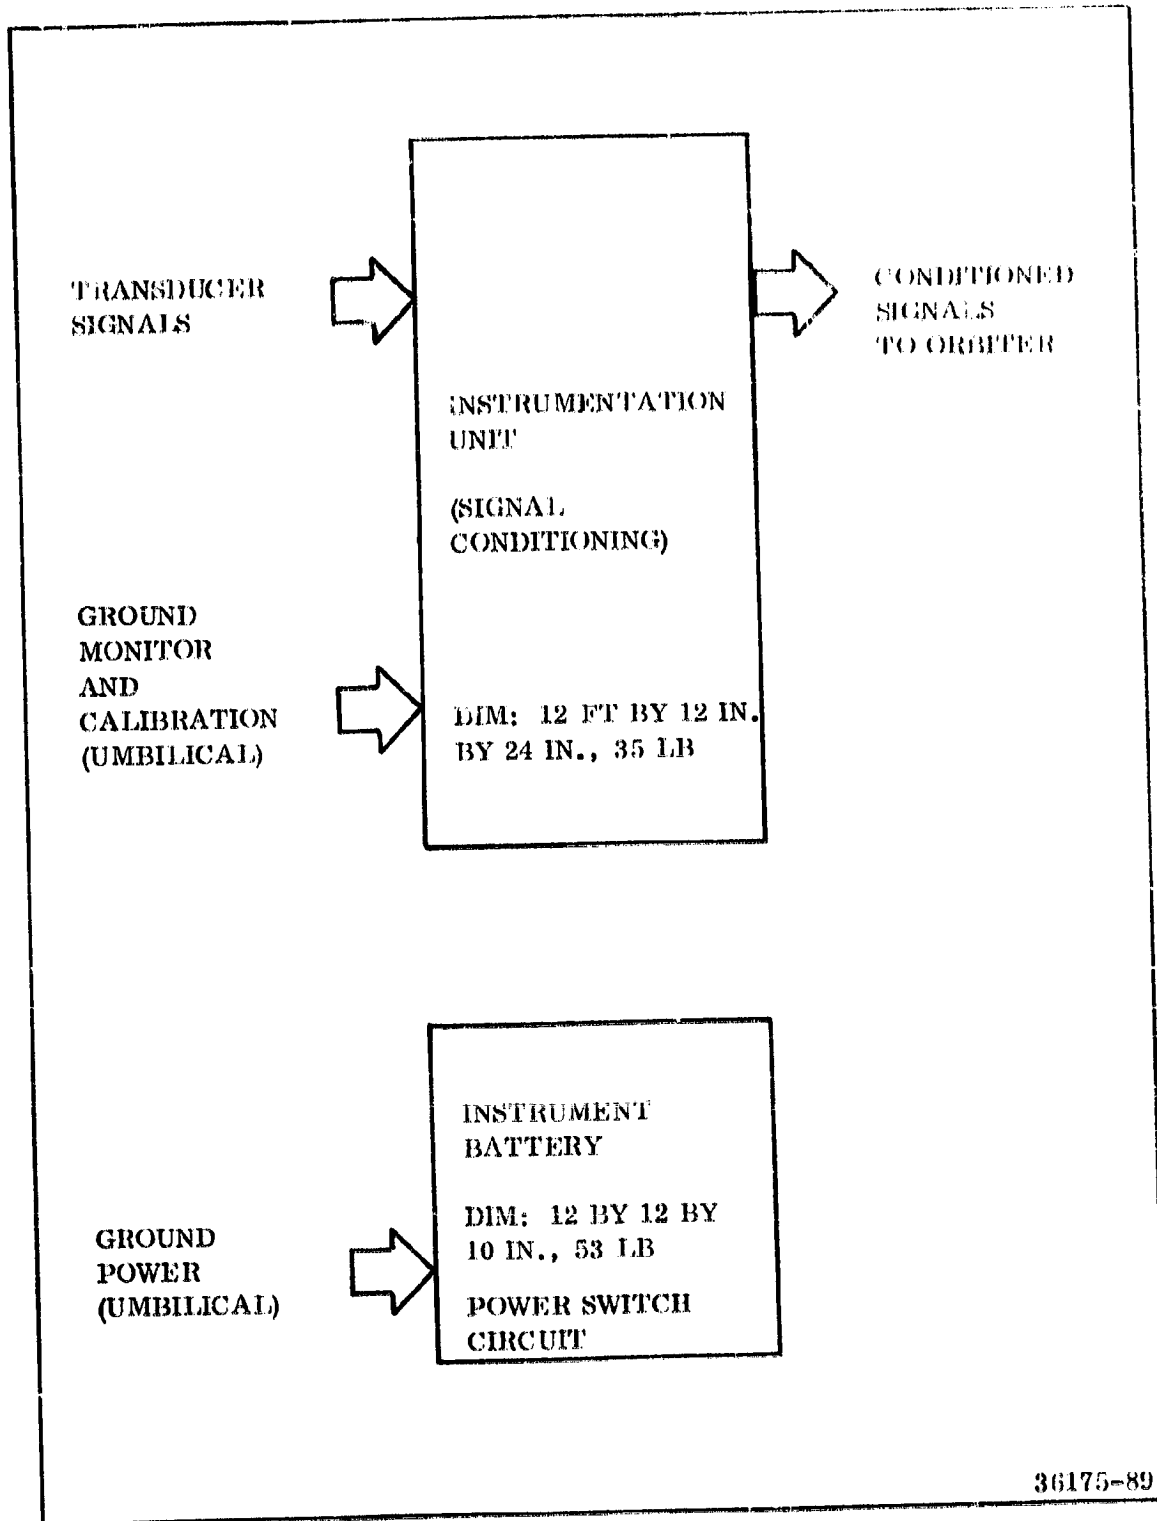 TRANSDUCER
SIGNALS
CONDITIONED
SIGNALS
TO ORBITER
INSTRUMENTATION
UNIT
(SIGNAL
CONDITIONING)
GROUND
MONITOR
AND
CALIBRATION
(UMBILICAL)
DIM: 12 FT BY 12 IN.
BY 24 IN., 35 LB
INSTRUMENT
BATTERY
DIM: 12 BY 12 BY
10 IN., 53 LB
POWER SWITCH
CIRCUIT
GROUND
POWER
(UMBILICAL)
36175-89